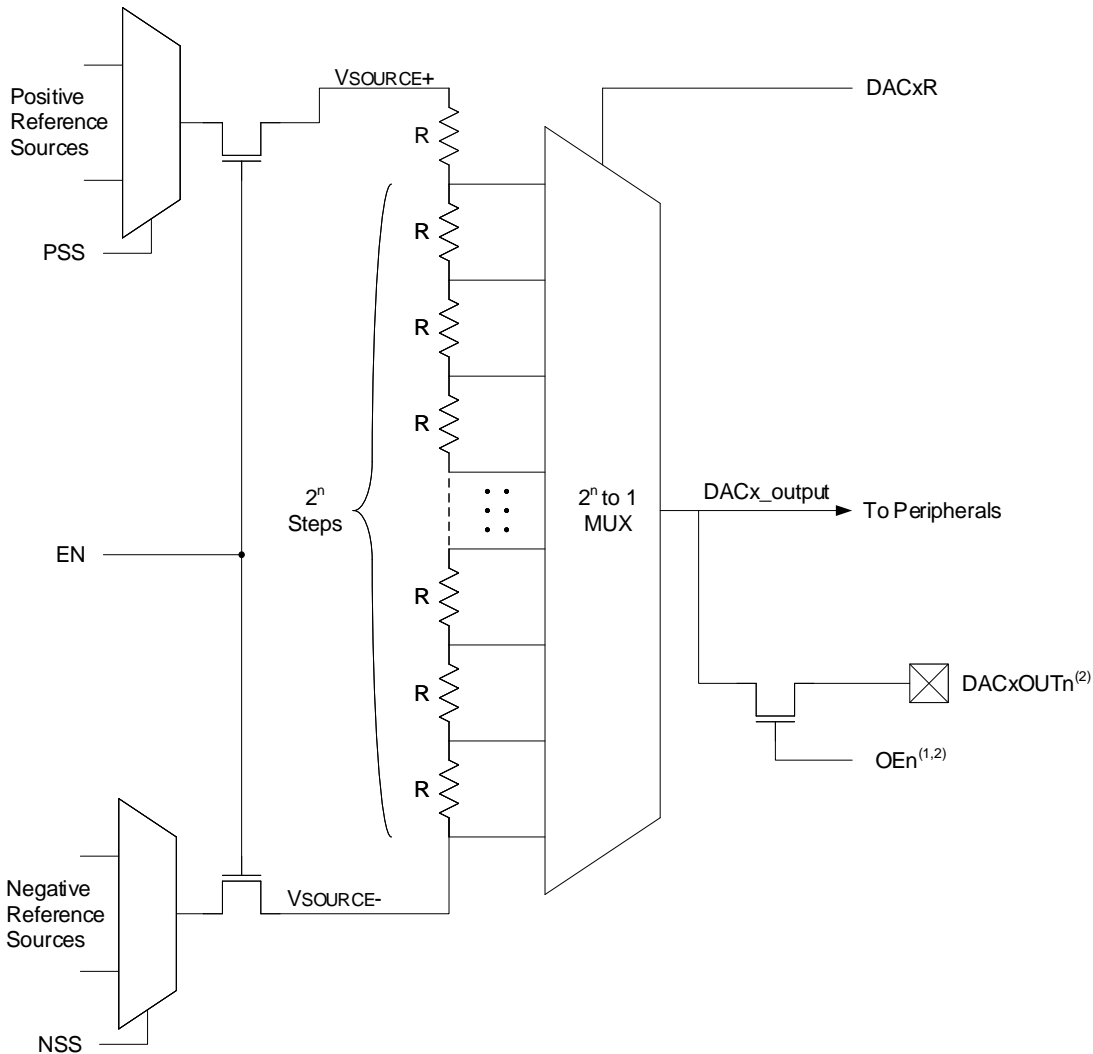 VSOURCE+
DACxR
Positive
Reference
Sources
R
PSS
R
R
R
2ⁿ
Steps
2ⁿ to 1
MUX
DACx_output
To Peripherals
EN
R
R
DACxOUTn(2)
OEn(1,2)
R
Negative
Reference
Sources
VSOURCE-
NSS